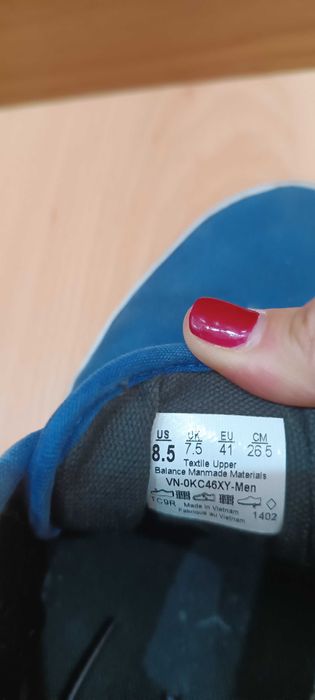 US UK EU CM
8.5 7.5 41 26.5
Textile Upper
Balance Manmade Materials
VN-0KC46XY-Men
TC9R Made in Vietnam
Fabriqué au Vietnam 1402